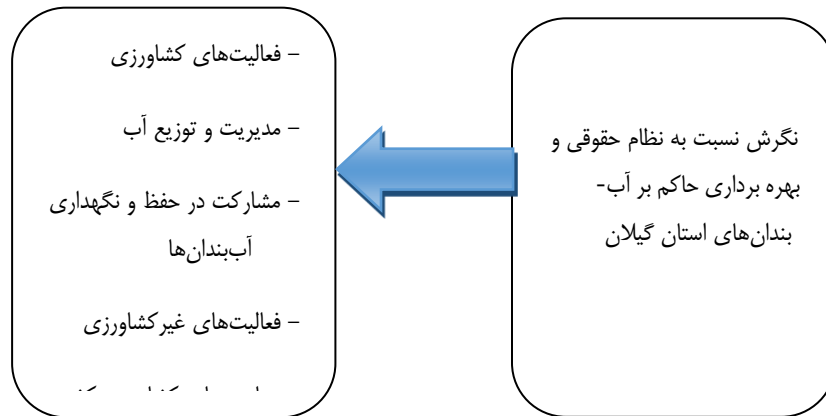 نگرش نسبت به نظام حقوقی و
بهره برداری حاکم بر آب-
بندان‌های استان گیلان
- فعالیت‌های کشاورزی
- مدیریت و توزیع آب
- مشارکت در حفظ و نگهداری
آب‌بندان‌ها
- فعالیت‌های غیرکشاورزی